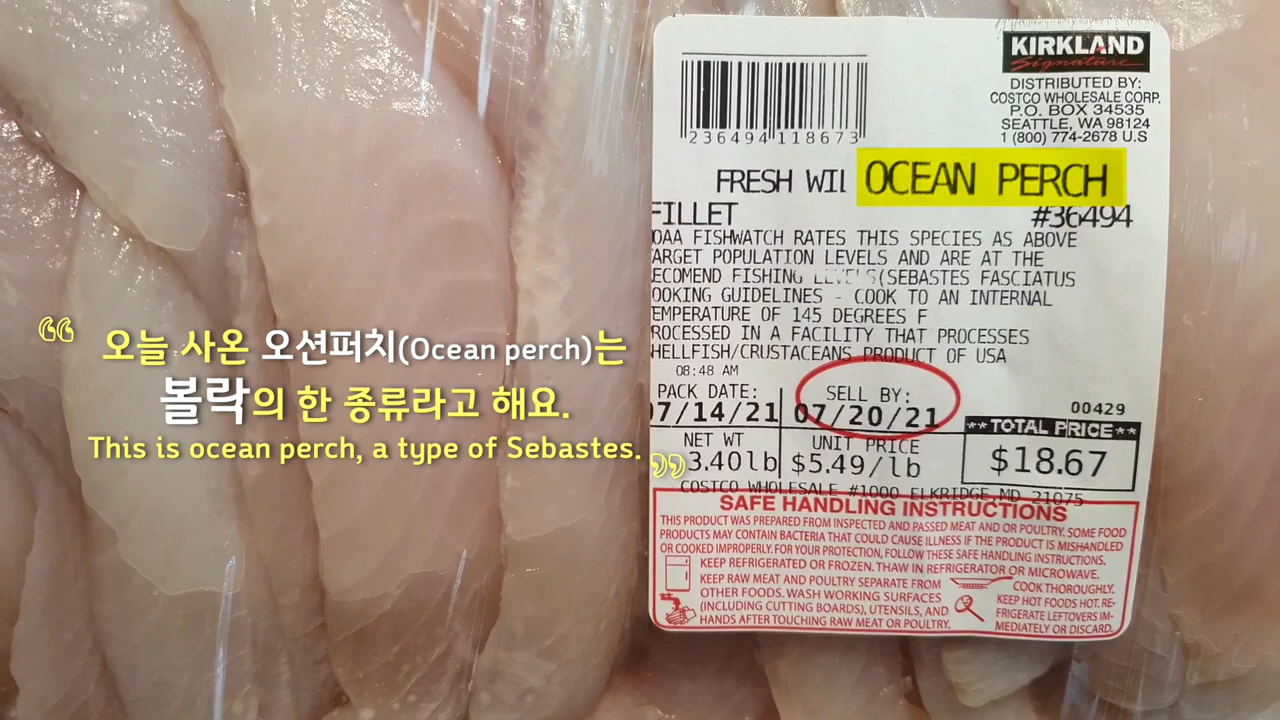 “ 오늘 사온 오션퍼치(Ocean perch)는
볼락의 한 종류라고 해요.
This is ocean perch, a type of Sebastes. ”
KIRKLAND
Signature
DISTRIBUTED BY:
COSTCO WHOLESALE CORP.
P.O. BOX 34535
SEATTLE, WA 98124
1 (800) 774-2678 U.S
236494 118673
FRESH WIL OCEAN PERCH
FILLET #36494
OAA FISHWATCH RATES THIS SPECIES AS ABOVE
ARGET POPULATION LEVELS AND ARE AT THE
ECOMEND FISHING LEVELS(SEBASTES FASCIATUS
OOKING GUIDELINES - COOK TO AN INTERNAL
EMPERATURE OF 145 DEGREES F
ROCESSED IN A FACILITY THAT PROCESSES
HELLFISH/CRUSTACEANS PRODUCT OF USA
08:48 AM
PACK DATE: SELL BY: 00429
07/14/21 07/20/21 **TOTAL PRICE**
NET WT UNIT PRICE
3.40lb $5.49/lb $18.67
COSTCO WHOLESALE #1000 ELKRIDGE,MD 21075
SAFE HANDLING INSTRUCTIONS
THIS PRODUCT WAS PREPARED FROM INSPECTED AND PASSED MEAT AND OR POULTRY. SOME FOOD
PRODUCTS MAY CONTAIN BACTERIA THAT COULD CAUSE ILLNESS IF THE PRODUCT IS MISHANDLED
OR COOKED IMPROPERLY. FOR YOUR PROTECTION, FOLLOW THESE SAFE HANDLING INSTRUCTIONS.
KEEP REFRIGERATED OR FROZEN. THAW IN REFRIGERATOR OR MICROWAVE.
KEEP RAW MEAT AND POULTRY SEPARATE FROM
OTHER FOODS. WASH WORKING SURFACES
(INCLUDING CUTTING BOARDS), UTENSILS, AND
HANDS AFTER TOUCHING RAW MEAT OR POULTRY.
COOK THOROUGHLY.
KEEP HOT FOODS HOT. RE-
FRIGERATE LEFTOVERS IM-
MEDIATELY OR DISCARD.